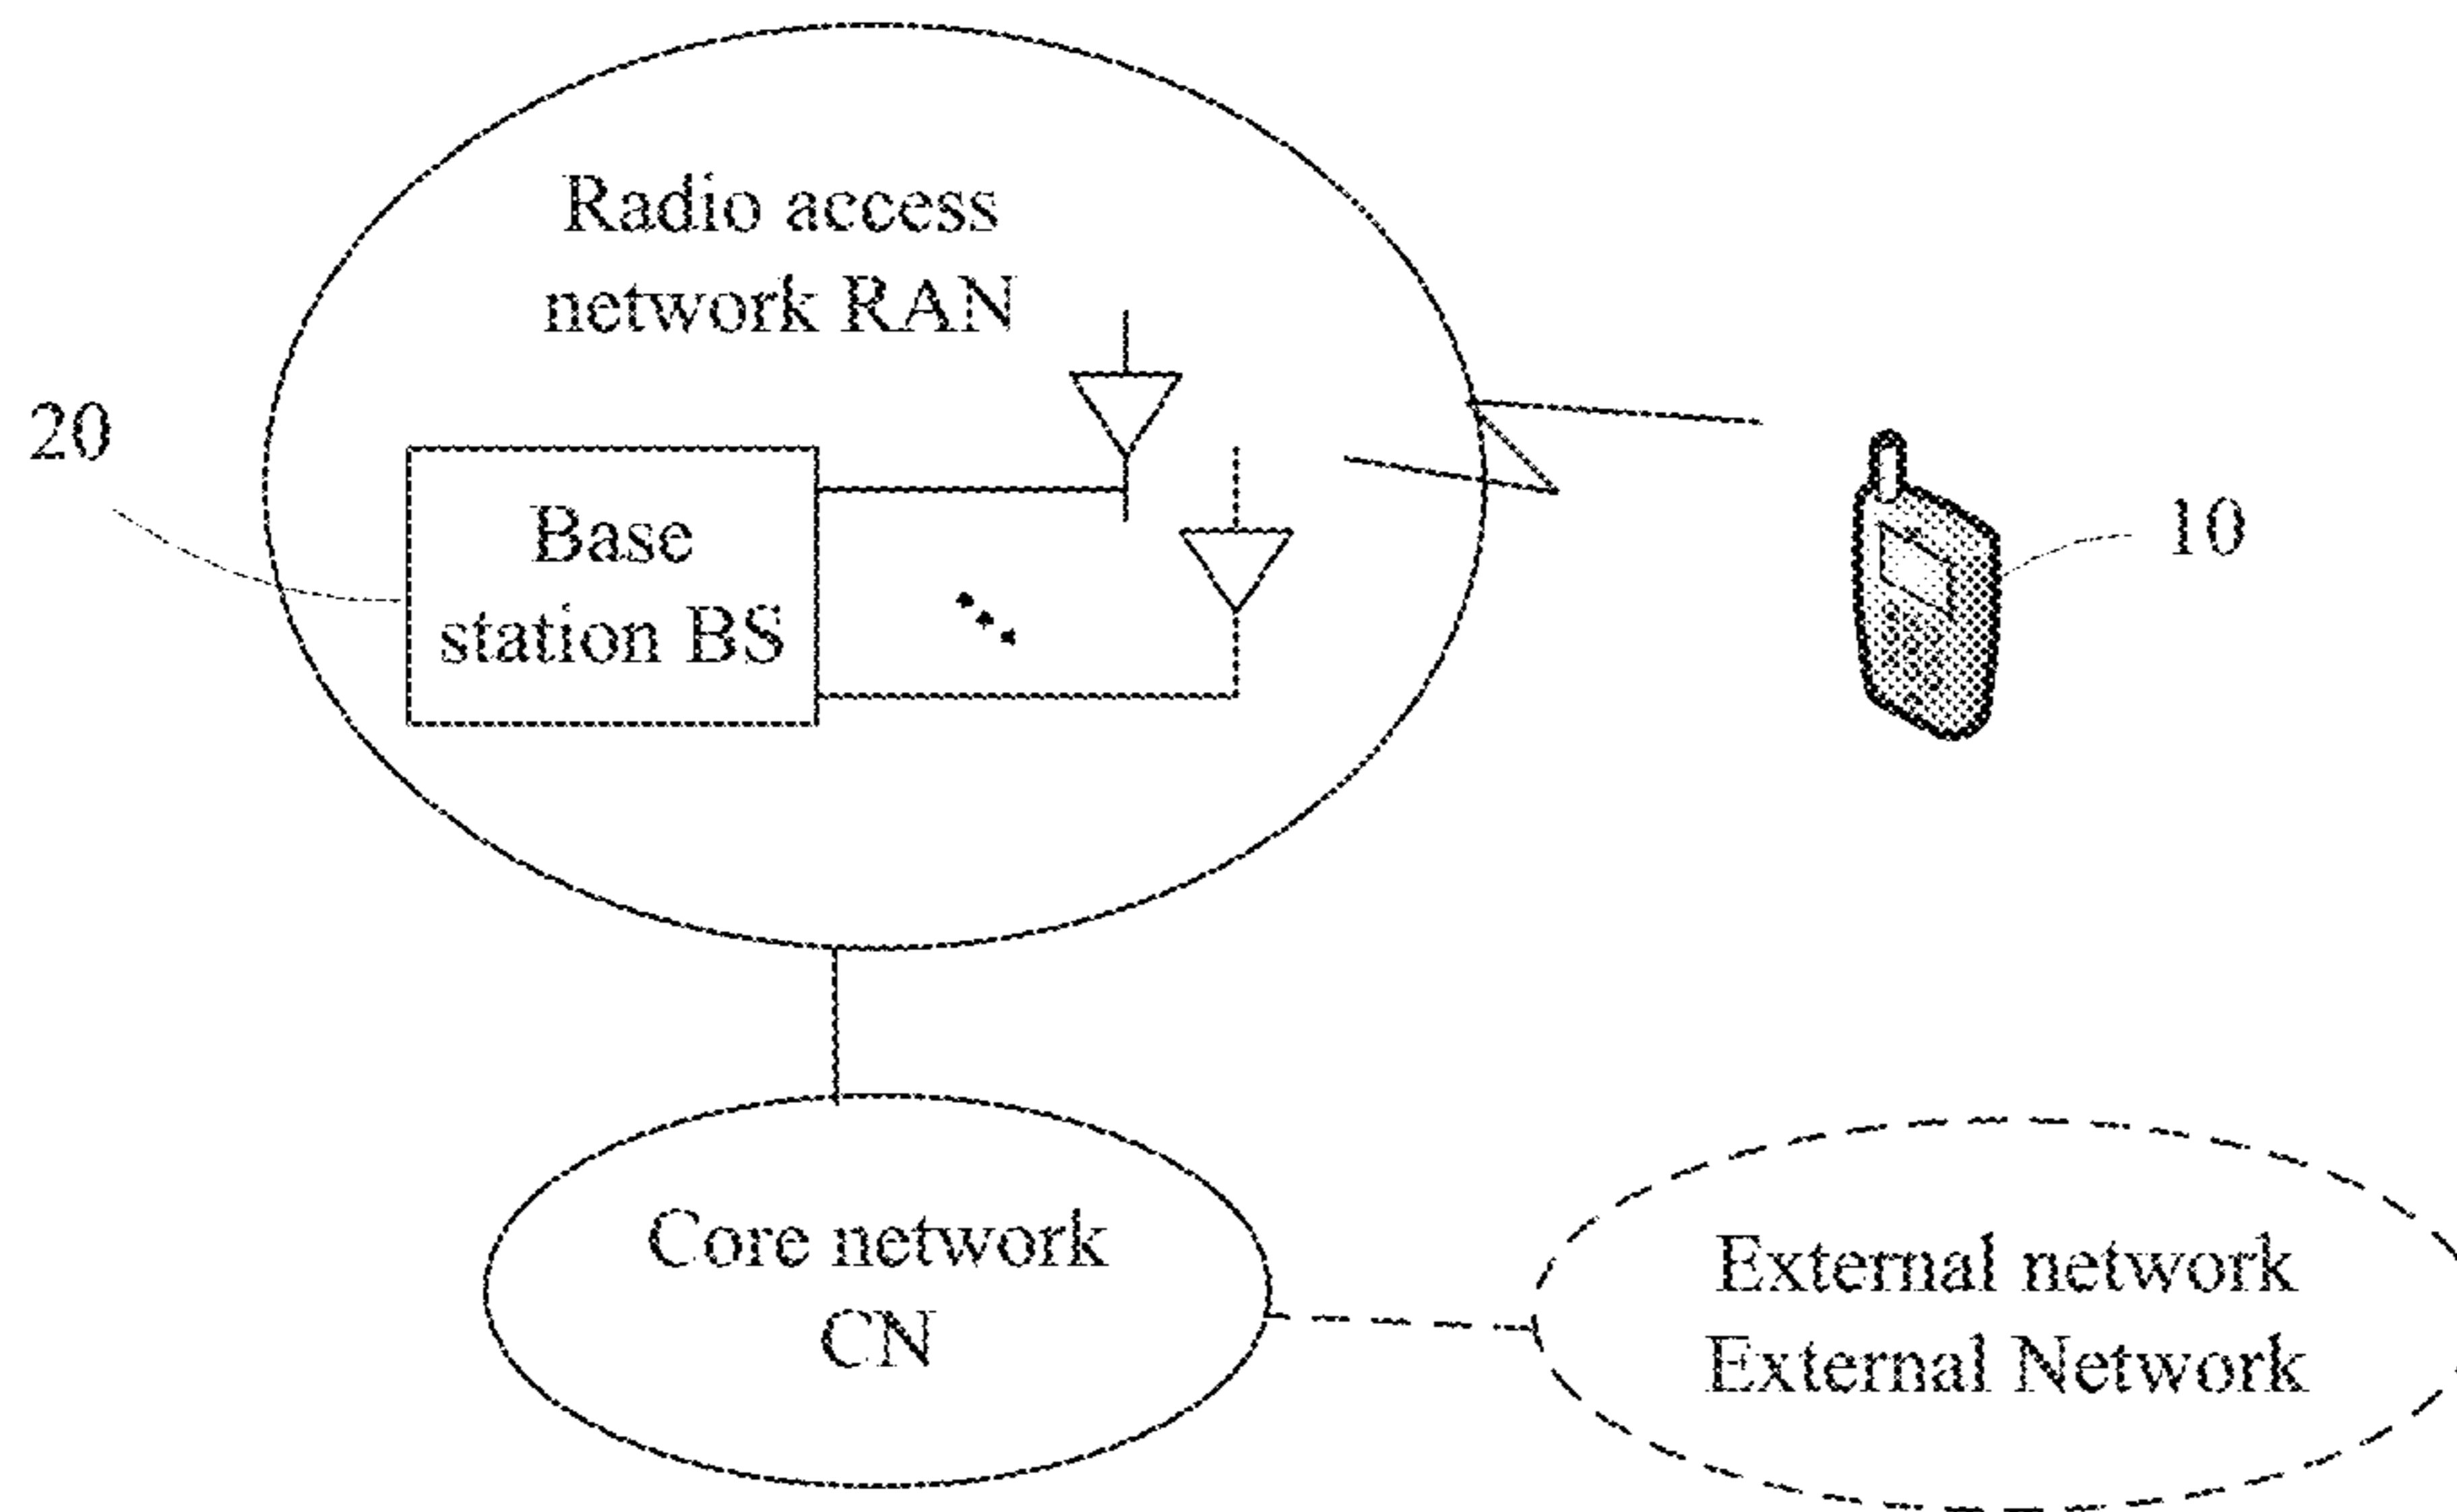 Radio access
network RAN
20
Base
station BS
10
Core network
CN
External network
External Network